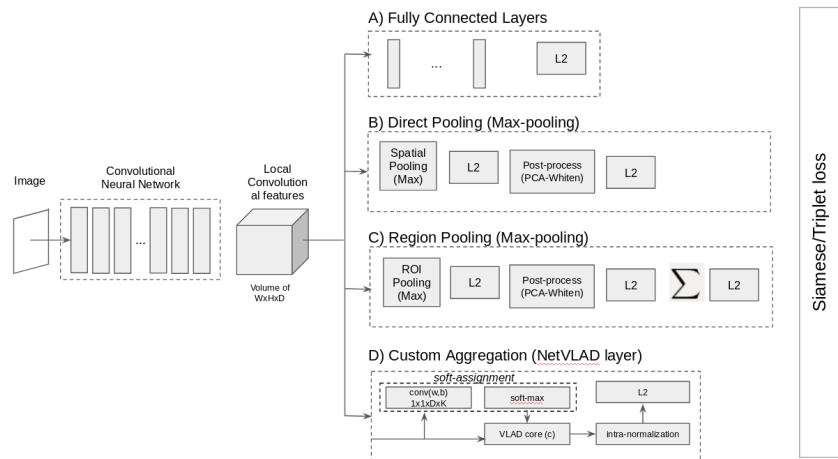 A) Fully Connected Layers
...
L2
B) Direct Pooling (Max-pooling)
Spatial
Pooling
(Max)
L2
Post-process
(PCA-Whiten)
L2
Image
Convolutional
Neural Network
...
Local
Convolution
al features
Volume of
WxHxD
C) Region Pooling (Max-pooling)
ROI
Pooling
(Max)
L2
Post-process
(PCA-Whiten)
L2
∑
L2
D) Custom Aggregation (NetVLAD layer)
soft-assignment
conv(w,b)
1x1xDxK
soft-max
L2
VLAD core (c)
intra-normalization
Siamese/Triplet loss